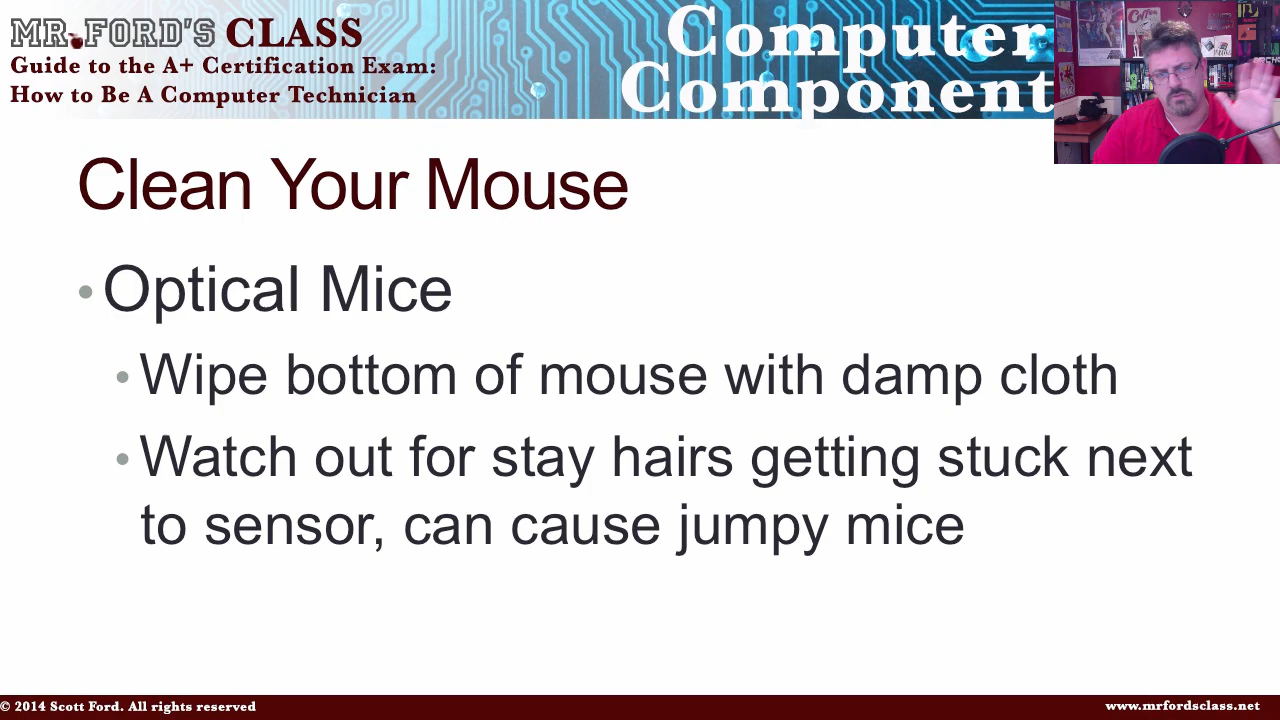 MR. FORD'S CLASS
Guide to the A+ Certification Exam:
How to Be A Computer Technician
Computer
Component
Clean Your Mouse
• Optical Mice
• Wipe bottom of mouse with damp cloth
• Watch out for stay hairs getting stuck next
to sensor, can cause jumpy mice
© 2014 Scott Ford. All rights reserved
www.mrfordsclass.net